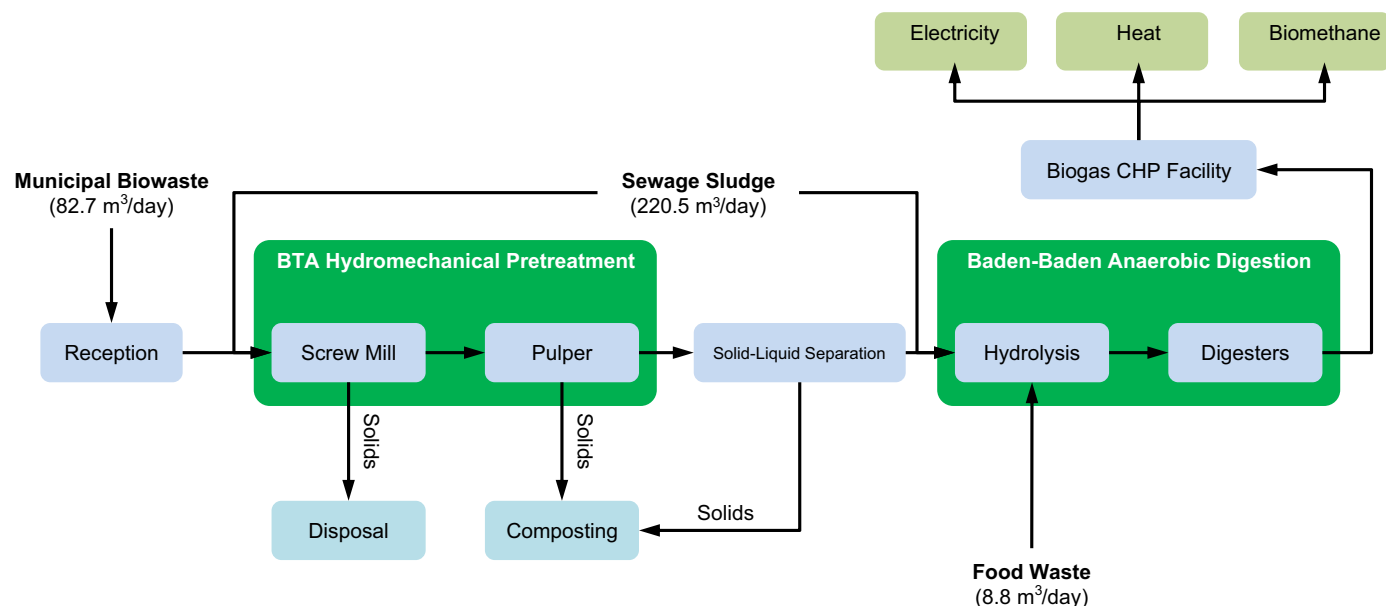 Electricity
Heat
Biomethane
Biogas CHP Facility
Municipal Biowaste
(82.7 m³/day)
Sewage Sludge
(220.5 m³/day)
BTA Hydromechanical Pretreatment
Baden-Baden Anaerobic Digestion
Reception
Screw Mill
Pulper
Solid-Liquid Separation
Hydrolysis
Digesters
Solids
Solids
Solids
Disposal
Composting
Food Waste
(8.8 m³/day)